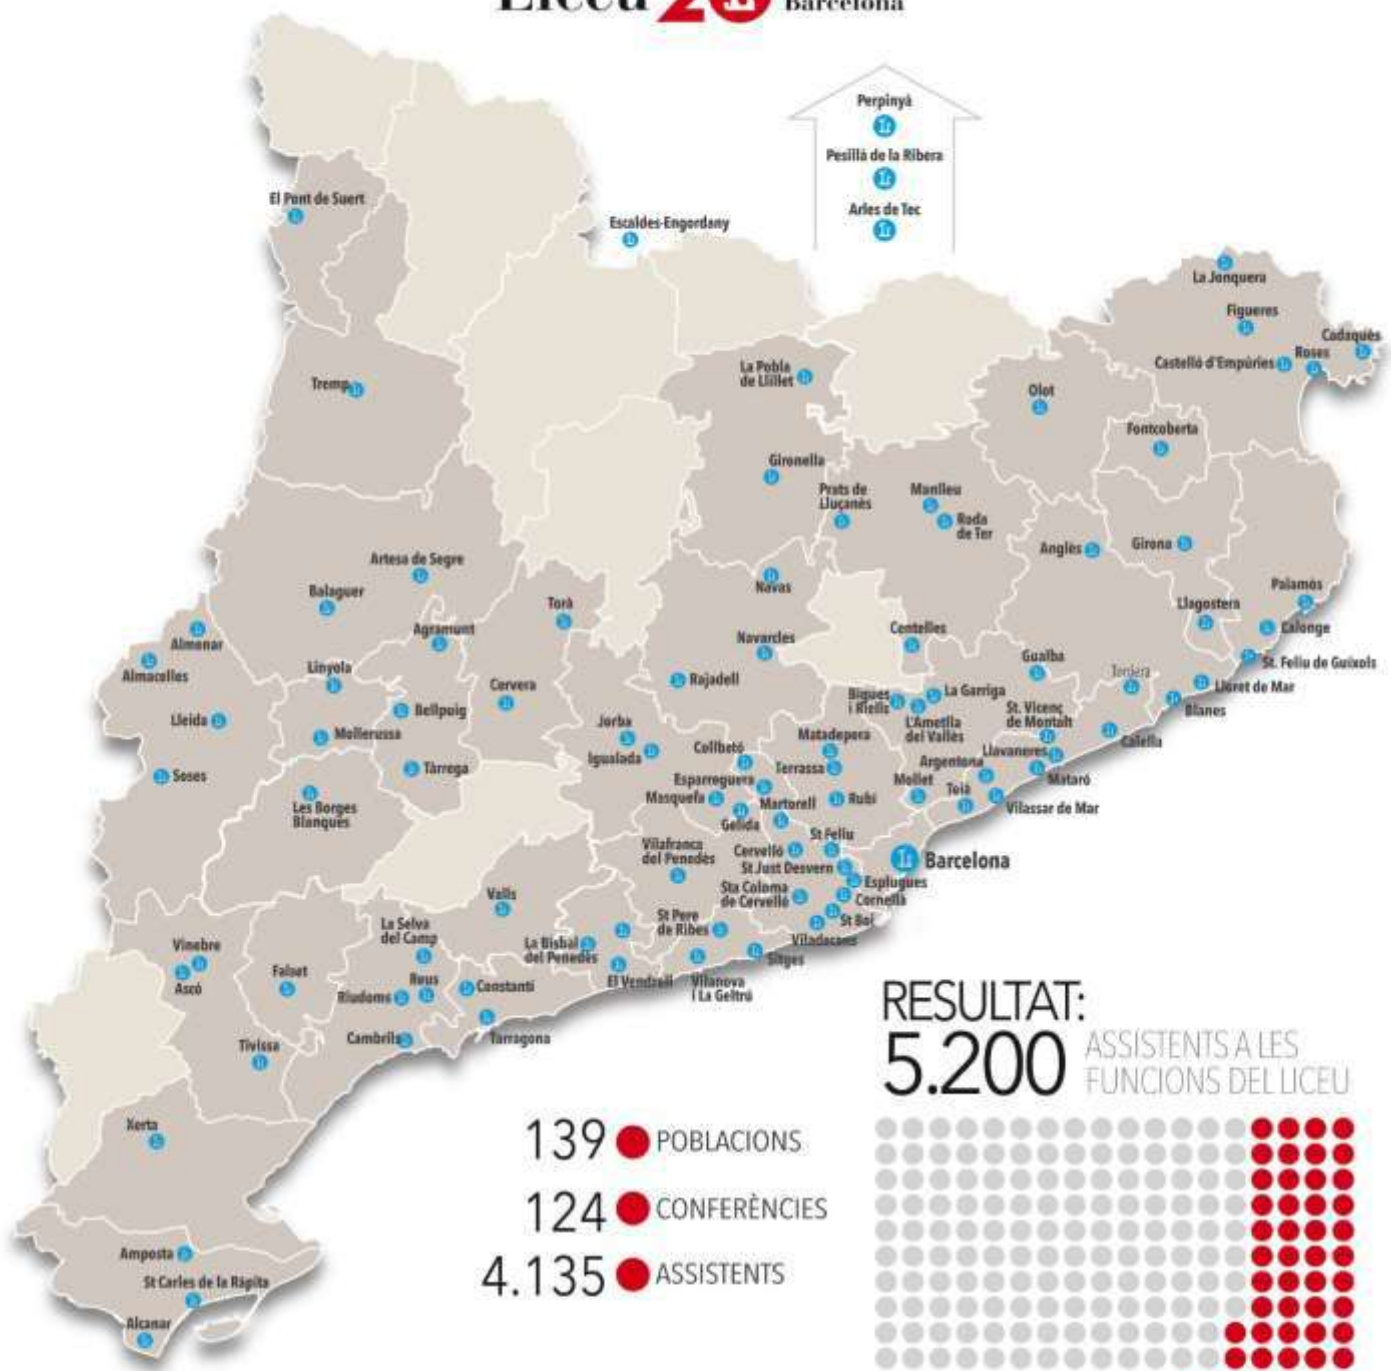 Liceu
Barcelona
Perpinyà
Pesillà de la Ribera
Arles de Tec
El Pont de Suert
Escaldes-Engordany
La Jonquera
Figueres
Cadaqués
Castelló d'Empúries
Roses
La Pobla
de Llillet
Tremp
Olot
Fontcoberta
Gironella
Prats de
Lluçanès
Manlleu
Roda
de Ter
Anglès
Girona
Artesa de Segre
Navas
Palamós
Balaguer
Torà
Llagostera
Almenar
Agramunt
Navarcles
Centelles
Calonge
Almacelles
Linyola
Gualba
St. Feliu de Guíxols
Rajadell
Tordera
Cervera
Lloret de Mar
Bigues
i Riells
La Garriga
Bellpuig
Blanes
Lleida
L'Ametlla
del Vallès
St. Vicenç
de Montalt
Jorba
Mollerussa
Matadepera
Calella
Collbató
Igualada
Llavaneres
Argentona
Terrassa
Tàrrega
Soses
Esparreguera
Mollet
Teià
Mataró
Masquefa
Martorell
Rubí
Les Borges
Blanques
Vilassar de Mar
Gelida
St Feliu
Vilafranca
del Penedès
Cervelló
Barcelona
St Just Desvern
Esplugues
Sta Coloma
de Cervelló
Cornellà
Valls
St Boi
St Pere
de Ribes
La Selva
del Camp
Viladecans
La Bisbal
del Penedès
Vinebre
Sitges
Falset
Ascó
Reus
El Vendrell
Vilanova
i La Geltrú
Constantí
Riudoms
Cambrils
Tarragona
Tivissa
Xerta
Amposta
St Carles de la Ràpita
Alcanar
139 POBLACIONS
124 CONFERÈNCIES
4.135 ASSISTENTS
RESULTAT:
5.200 ASSISTENTS A LES
FUNCIONS DEL LICEU